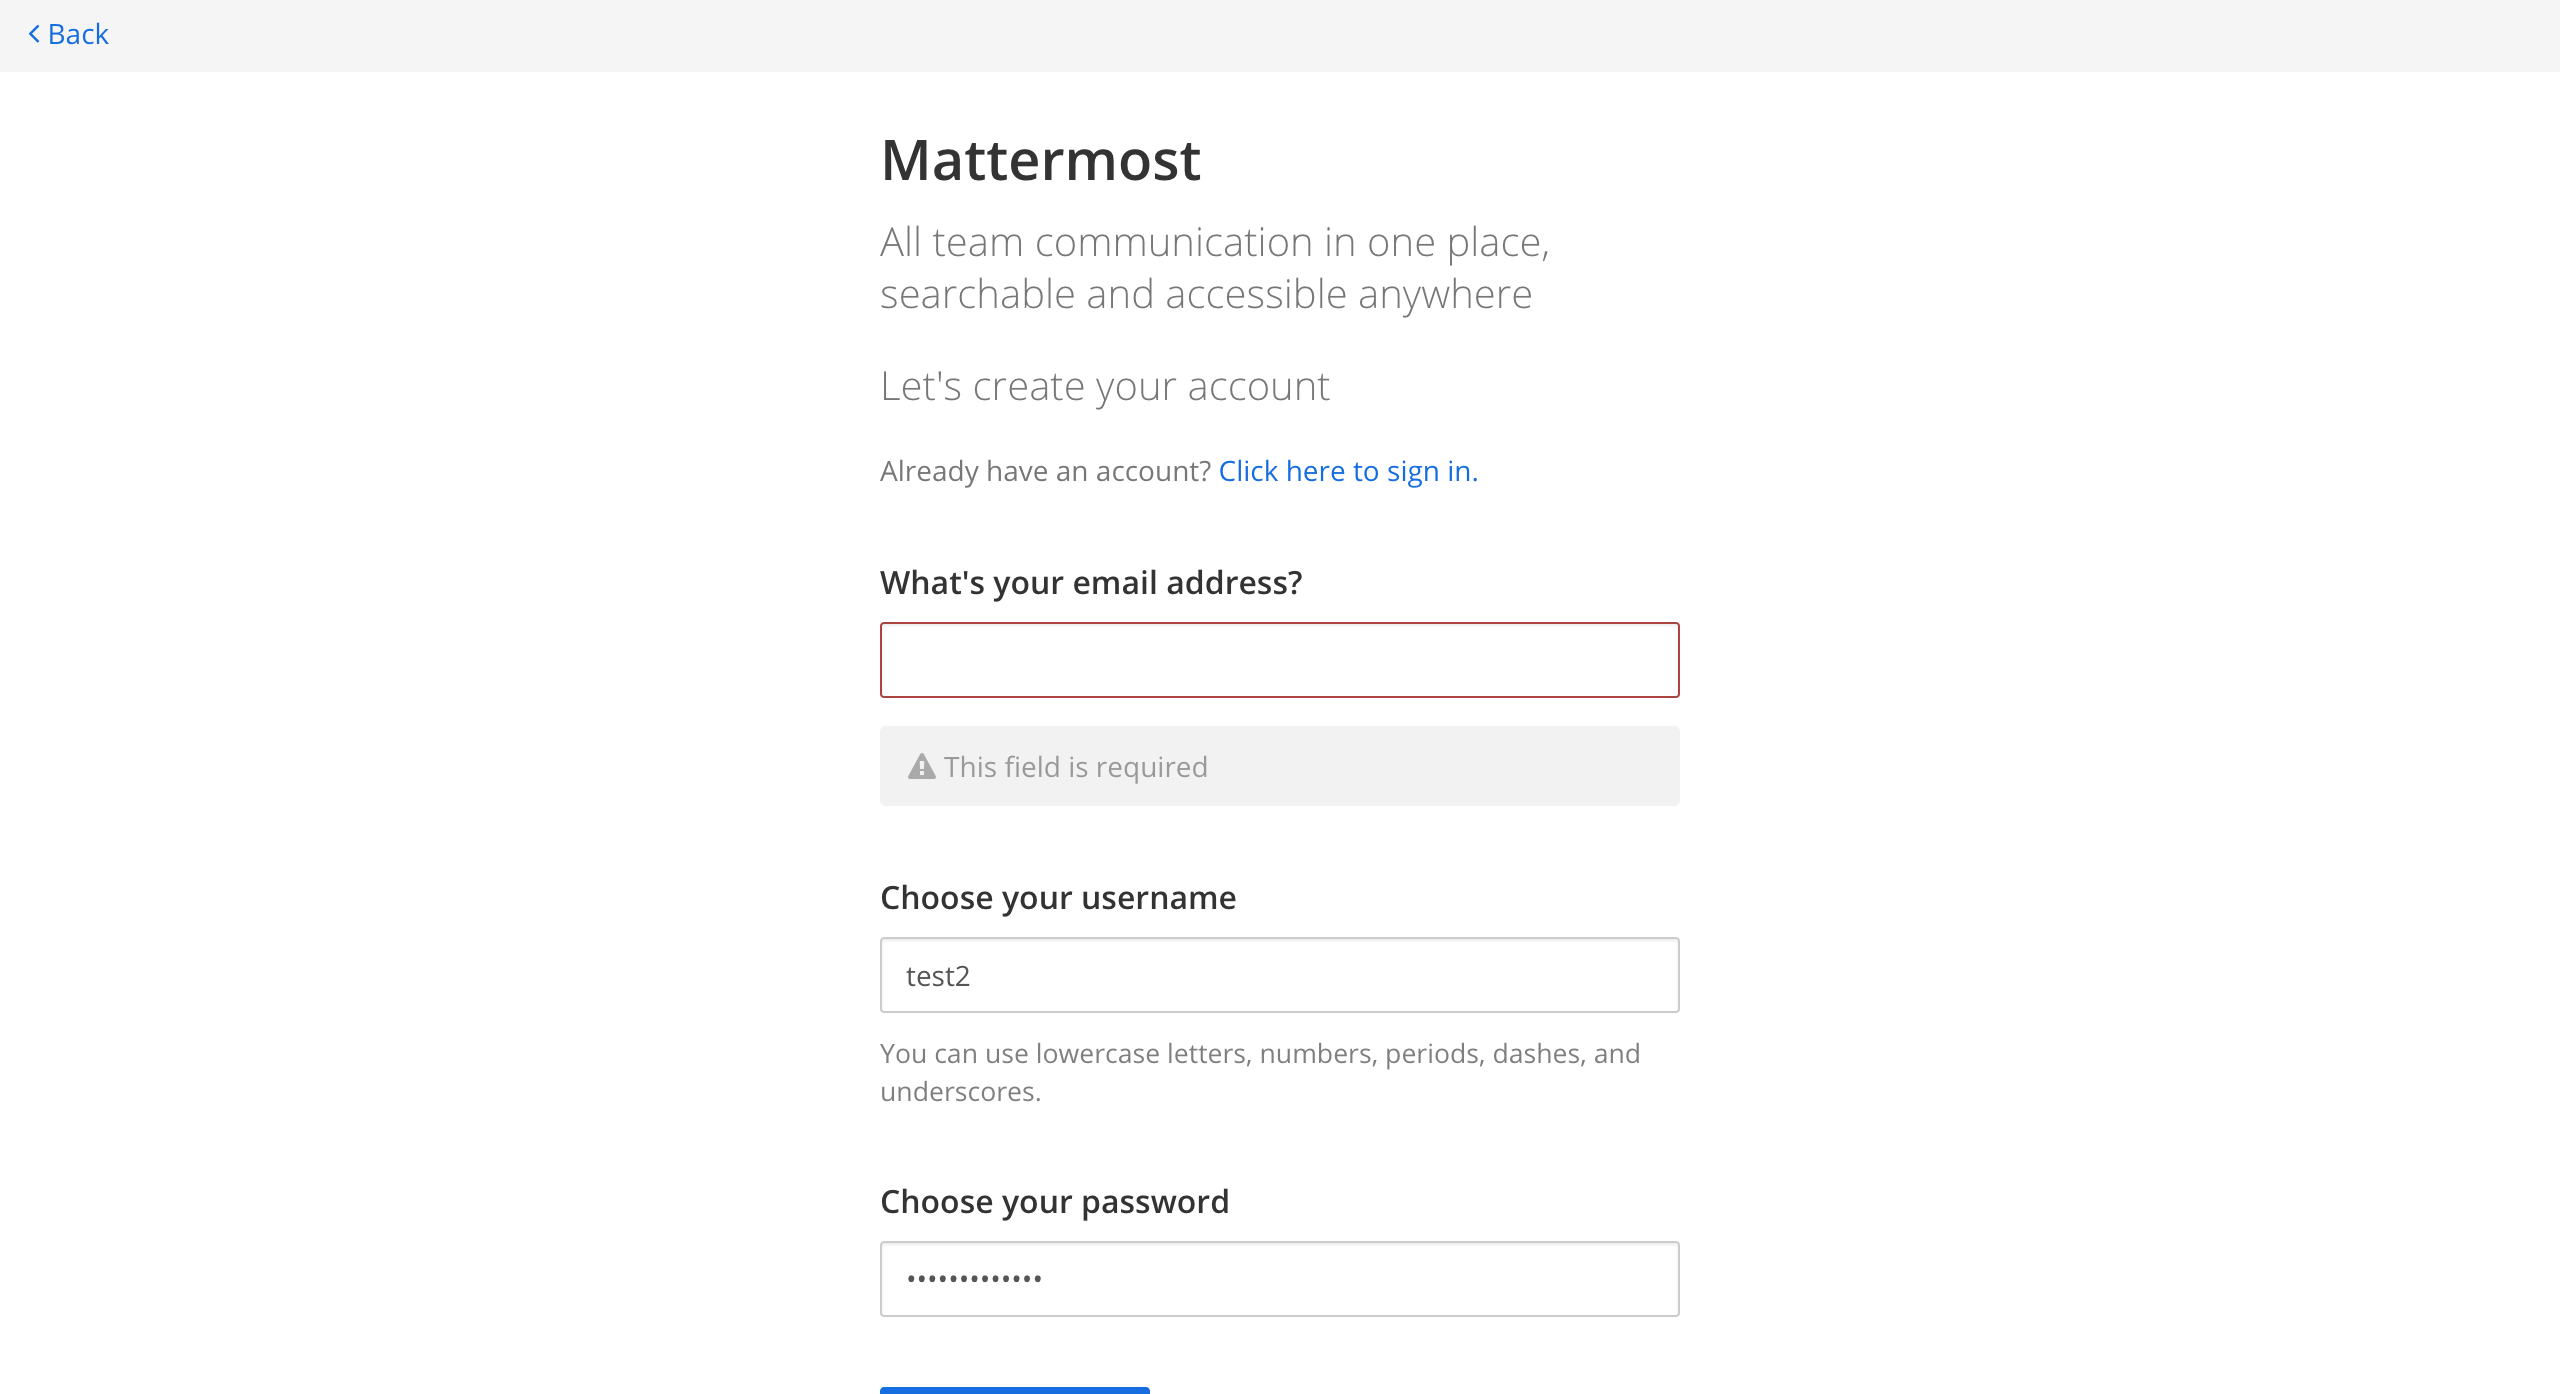 Back
Mattermost
All team communication in one place,
searchable and accessible anywhere
Let's create your account
Already have an account? Click here to sign in.
What's your email address?
This field is required
Choose your username
test2
You can use lowercase letters, numbers, periods, dashes, and
underscores.
Choose your password
•••••••••••••